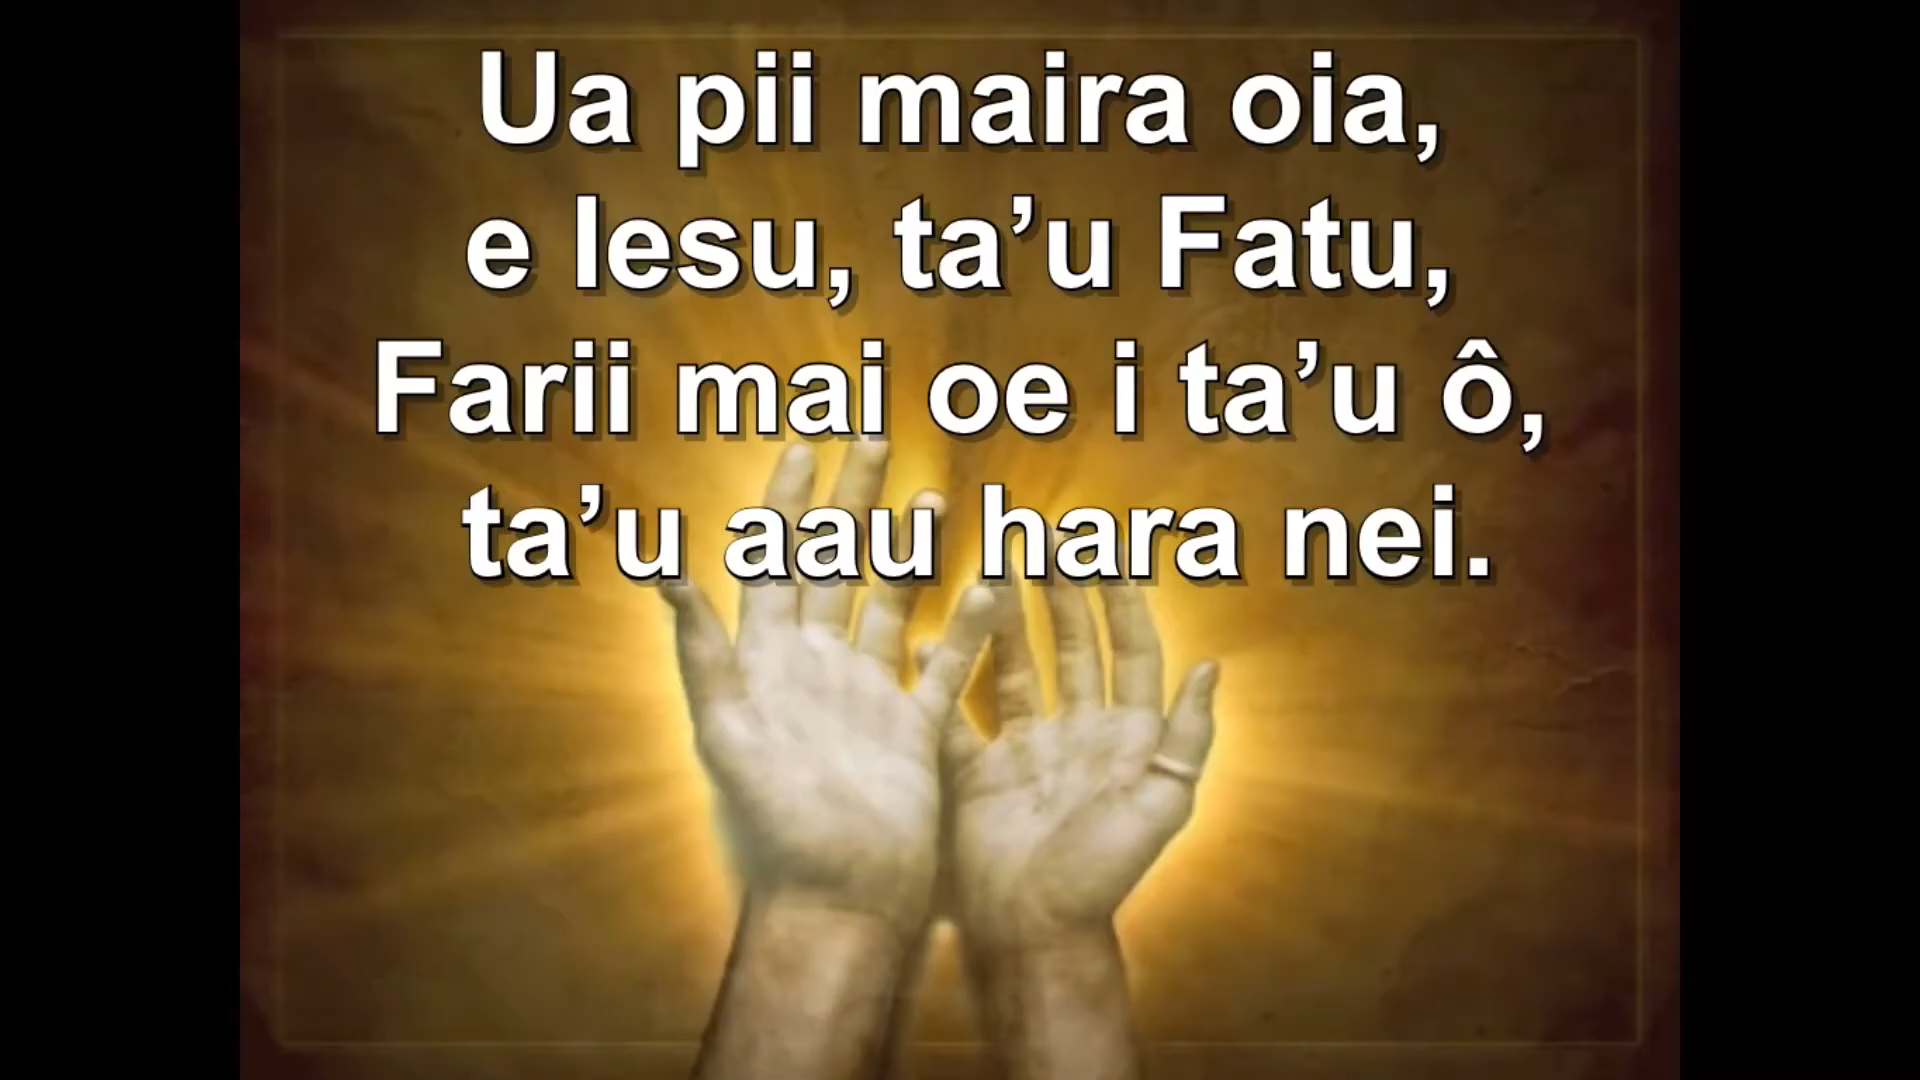 Ua pii maira oia,
e Iesu, ta’u Fatu,
Farii mai oe i ta’u ô,
ta’u aau hara nei.